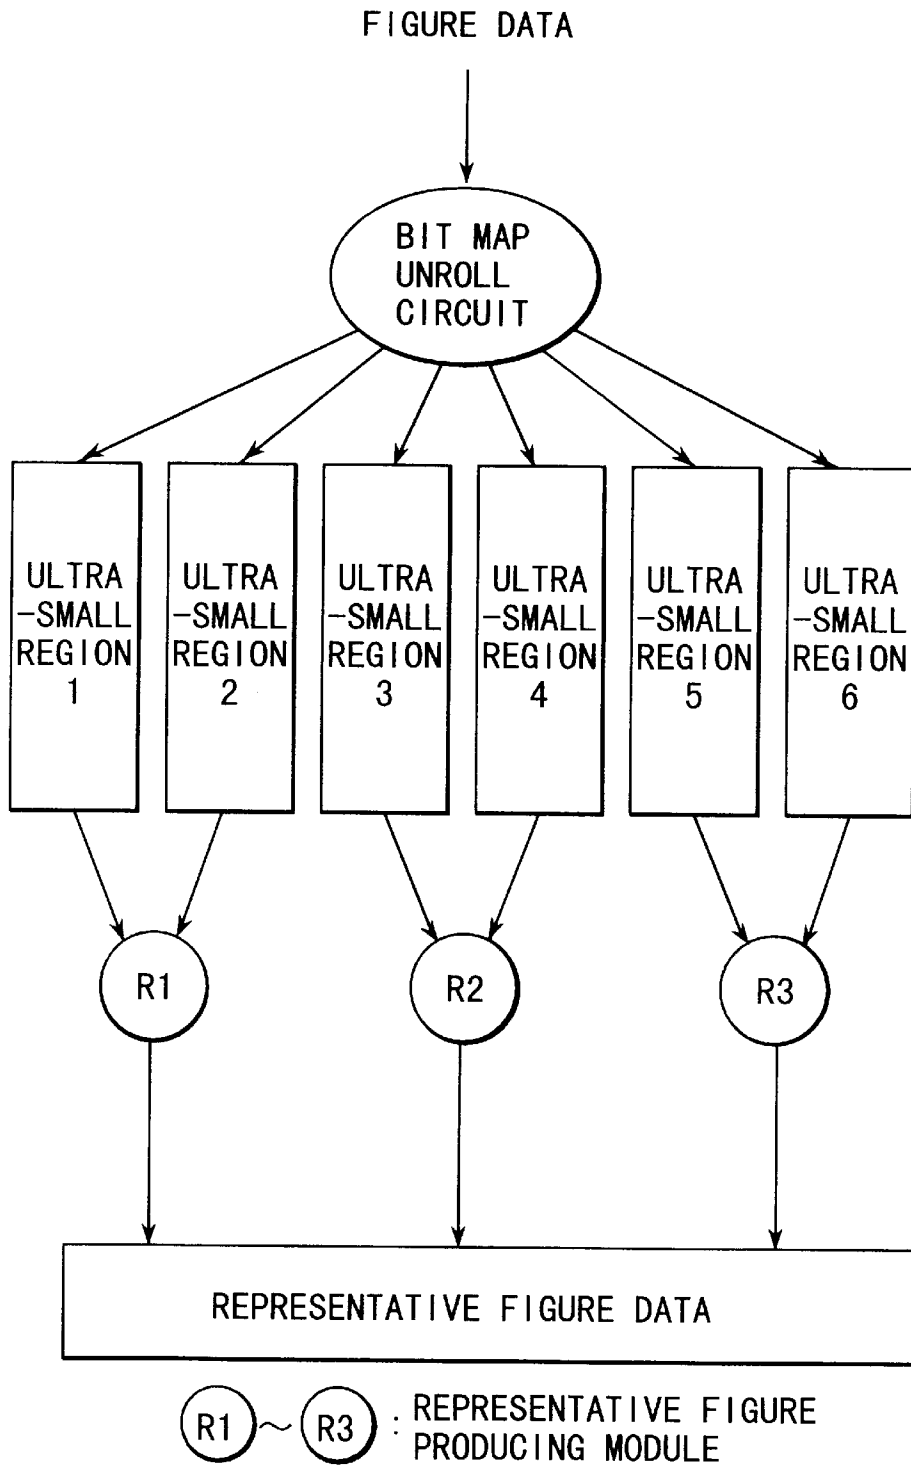 FIGURE DATA
BIT MAP
UNROLL
CIRCUIT
ULTRA
-SMALL
REGION
1
ULTRA
-SMALL
REGION
2
ULTRA
-SMALL
REGION
3
ULTRA
-SMALL
REGION
4
ULTRA
-SMALL
REGION
5
ULTRA
-SMALL
REGION
6
R1
R2
R3
REPRESENTATIVE FIGURE DATA
R1 ~ R3 : REPRESENTATIVE FIGURE
PRODUCING MODULE